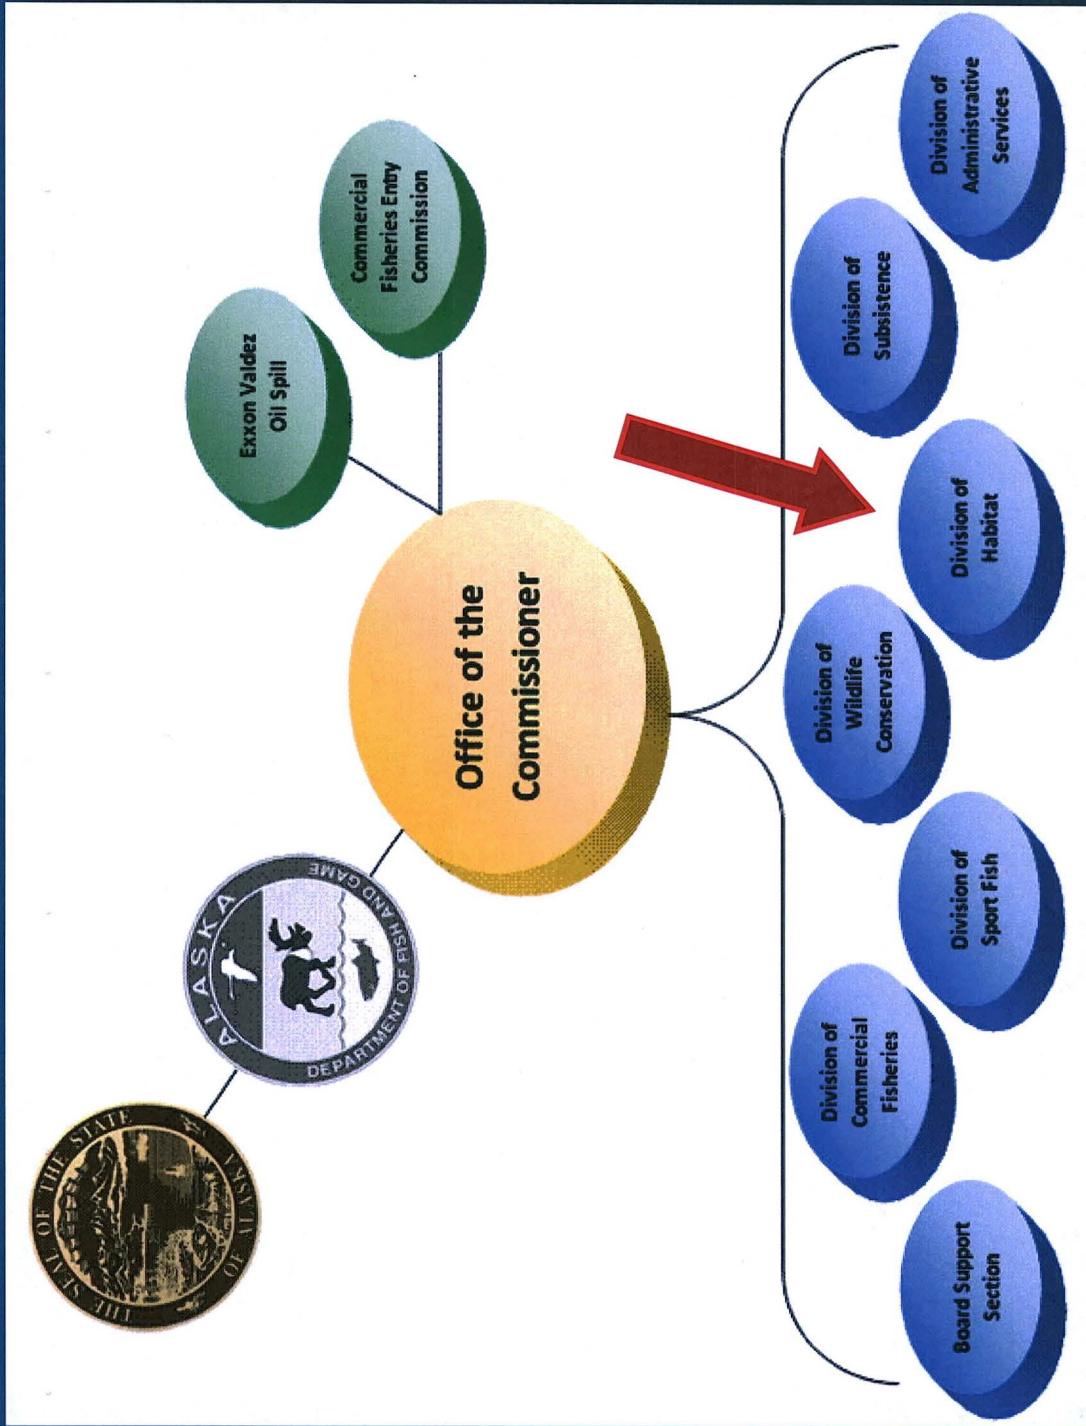 THE SEAL OF THE STATE
OF ALASKA
ALASKA
DEPARTMENT OF FISH AND GAME
Office of the
Commissioner
Exxon Valdez
Oil Spill
Commercial
Fisheries Entry
Commission
Board Support
Section
Division of
Commercial
Fisheries
Division of
Sport Fish
Division of
Wildlife
Conservation
Division of
Habitat
Division of
Subsistence
Division of
Administrative
Services